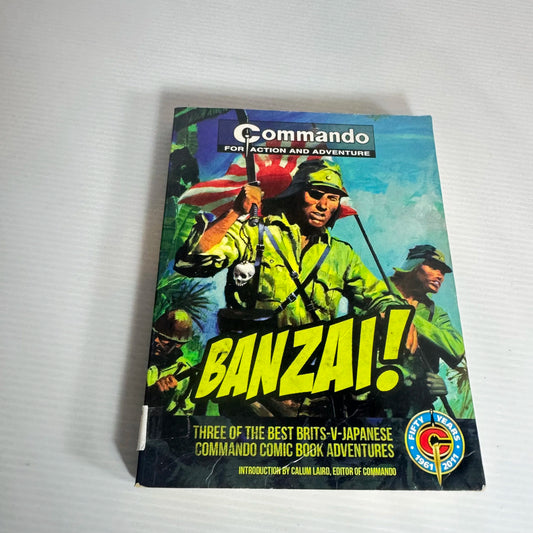 Commando
FOR ACTION AND ADVENTURE
BANZAI!
THREE OF THE BEST BRITS-V-JAPANESE
COMMANDO COMIC BOOK ADVENTURES
INTRODUCTION BY CALUM LAIRD, EDITOR OF COMMANDO
FIFTY YEARS
1961 2011